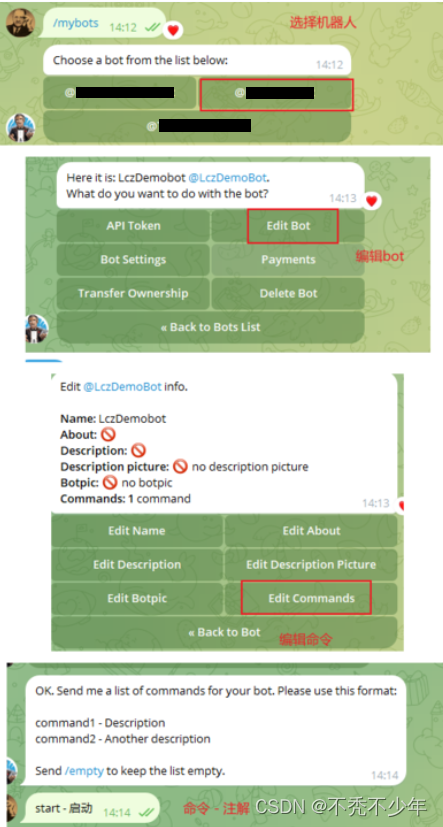 /mybots
14:12
选择机器人
Choose a bot from the list below:
14:12
@
@
@
Here it is: LczDemobot @LczDemoBot.
What do you want to do with the bot?
14:13
API Token
Edit Bot
编辑bot
Bot Settings
Payments
Transfer Ownership
Delete Bot
« Back to Bots List
Edit @LczDemoBot info.
Name: LczDemobot
About: 🚫
Description: 🚫
Description picture: 🚫 no description picture
Botpic: 🚫 no botpic
Commands: 1 command
14:13
Edit Name
Edit About
Edit Description
Edit Description Picture
Edit Botpic
Edit Commands
« Back to Bot
编辑命令
OK. Send me a list of commands for your bot. Please use this format:
command1 - Description
command2 - Another description
Send /empty to keep the list empty.
14:14
start - 启动
14:14
命令 - 注解
CSDN @不秃不少年